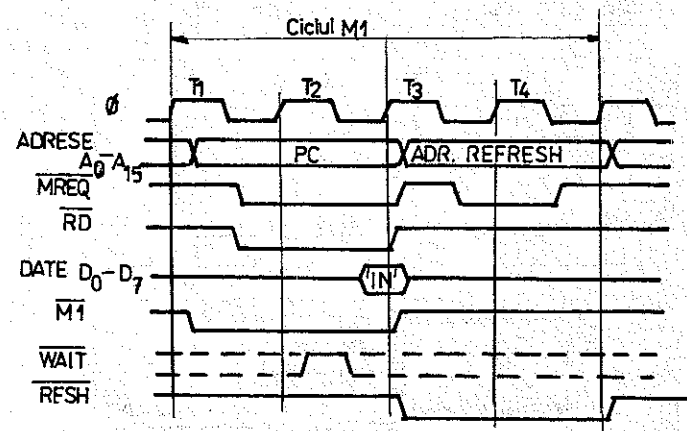 Ciclul M1
T1 T2 T3 T4
Ø
ADRESE
A0-A15
PC
ADR. REFRESH
MREQ
RD
DATE D0-D7
'IN'
M1
WAIT
RFSH